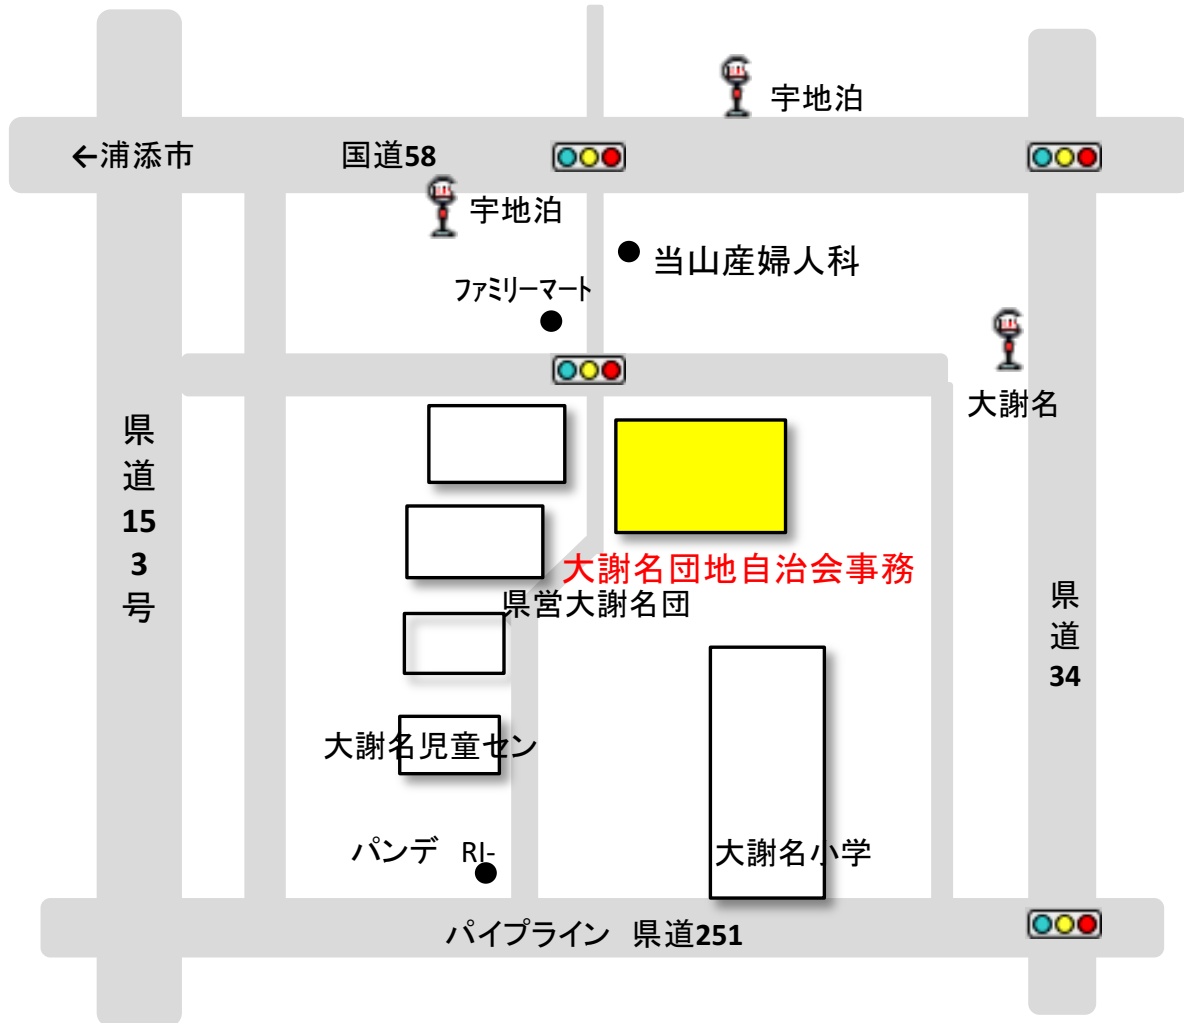 宇地泊
←浦添市
国道58
宇地泊
当山産婦人科
ファミリーマート
大謝名
県
道
15
3
号
大謝名団地自治会事務
県営大謝名団
県
道
34
大謝名児童セン
パンデ RI-
大謝名小学
パイプライン 県道251